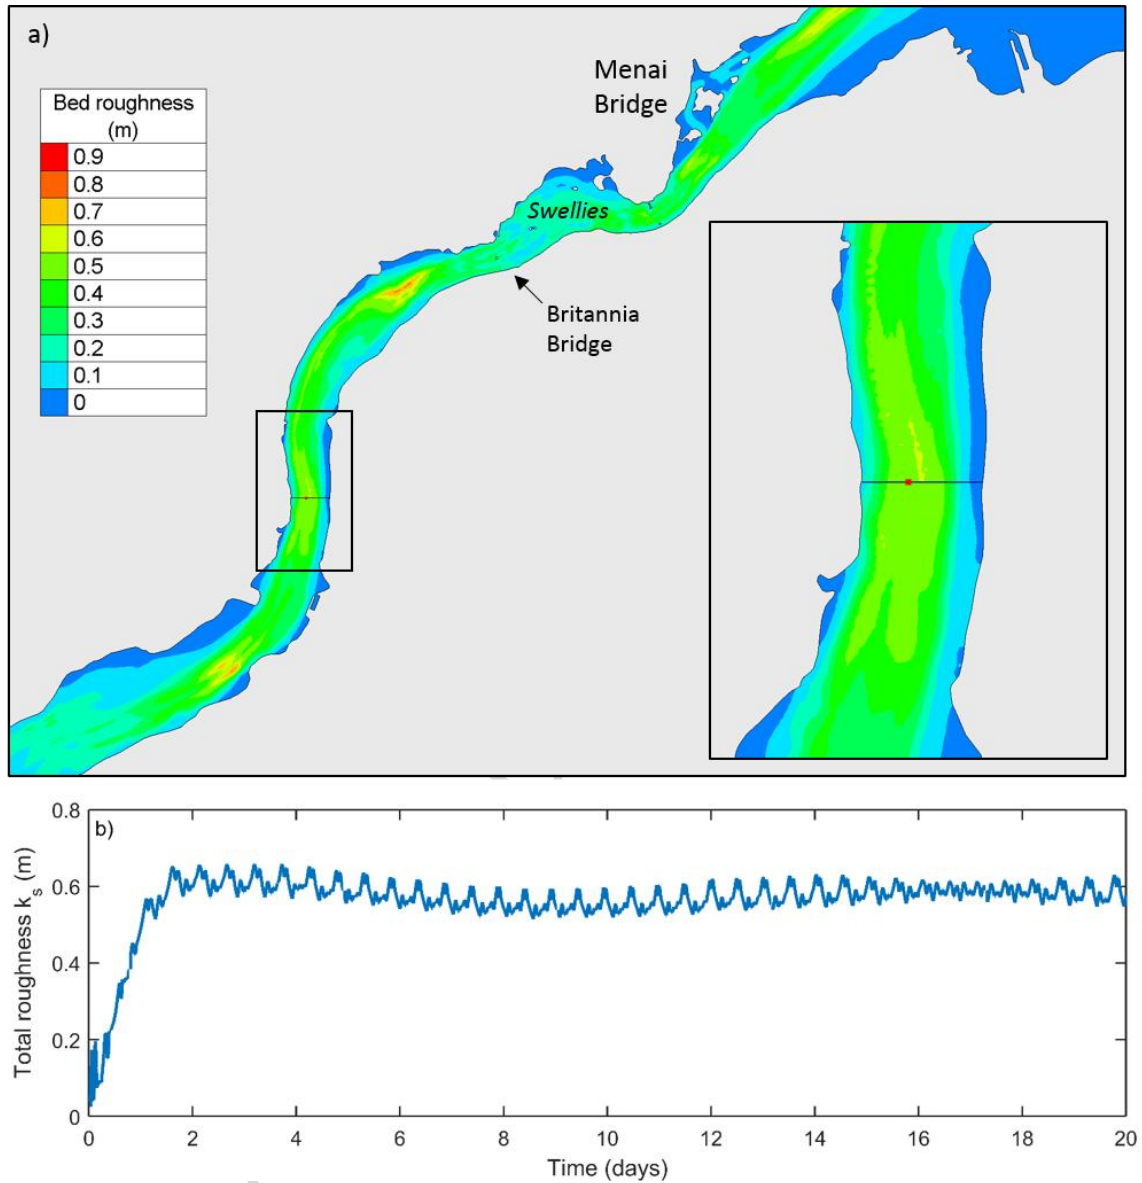 a)
Menai
Bridge
Bed roughness
(m)
0.9
0.8
0.7
0.6
0.5
0.4
0.3
0.2
0.1
0
Swellies
Britannia
Bridge
b)
Total roughness k_s (m)
0.8
0.6
0.4
0.2
0
0 2 4 6 8 10 12 14 16 18 20
Time (days)